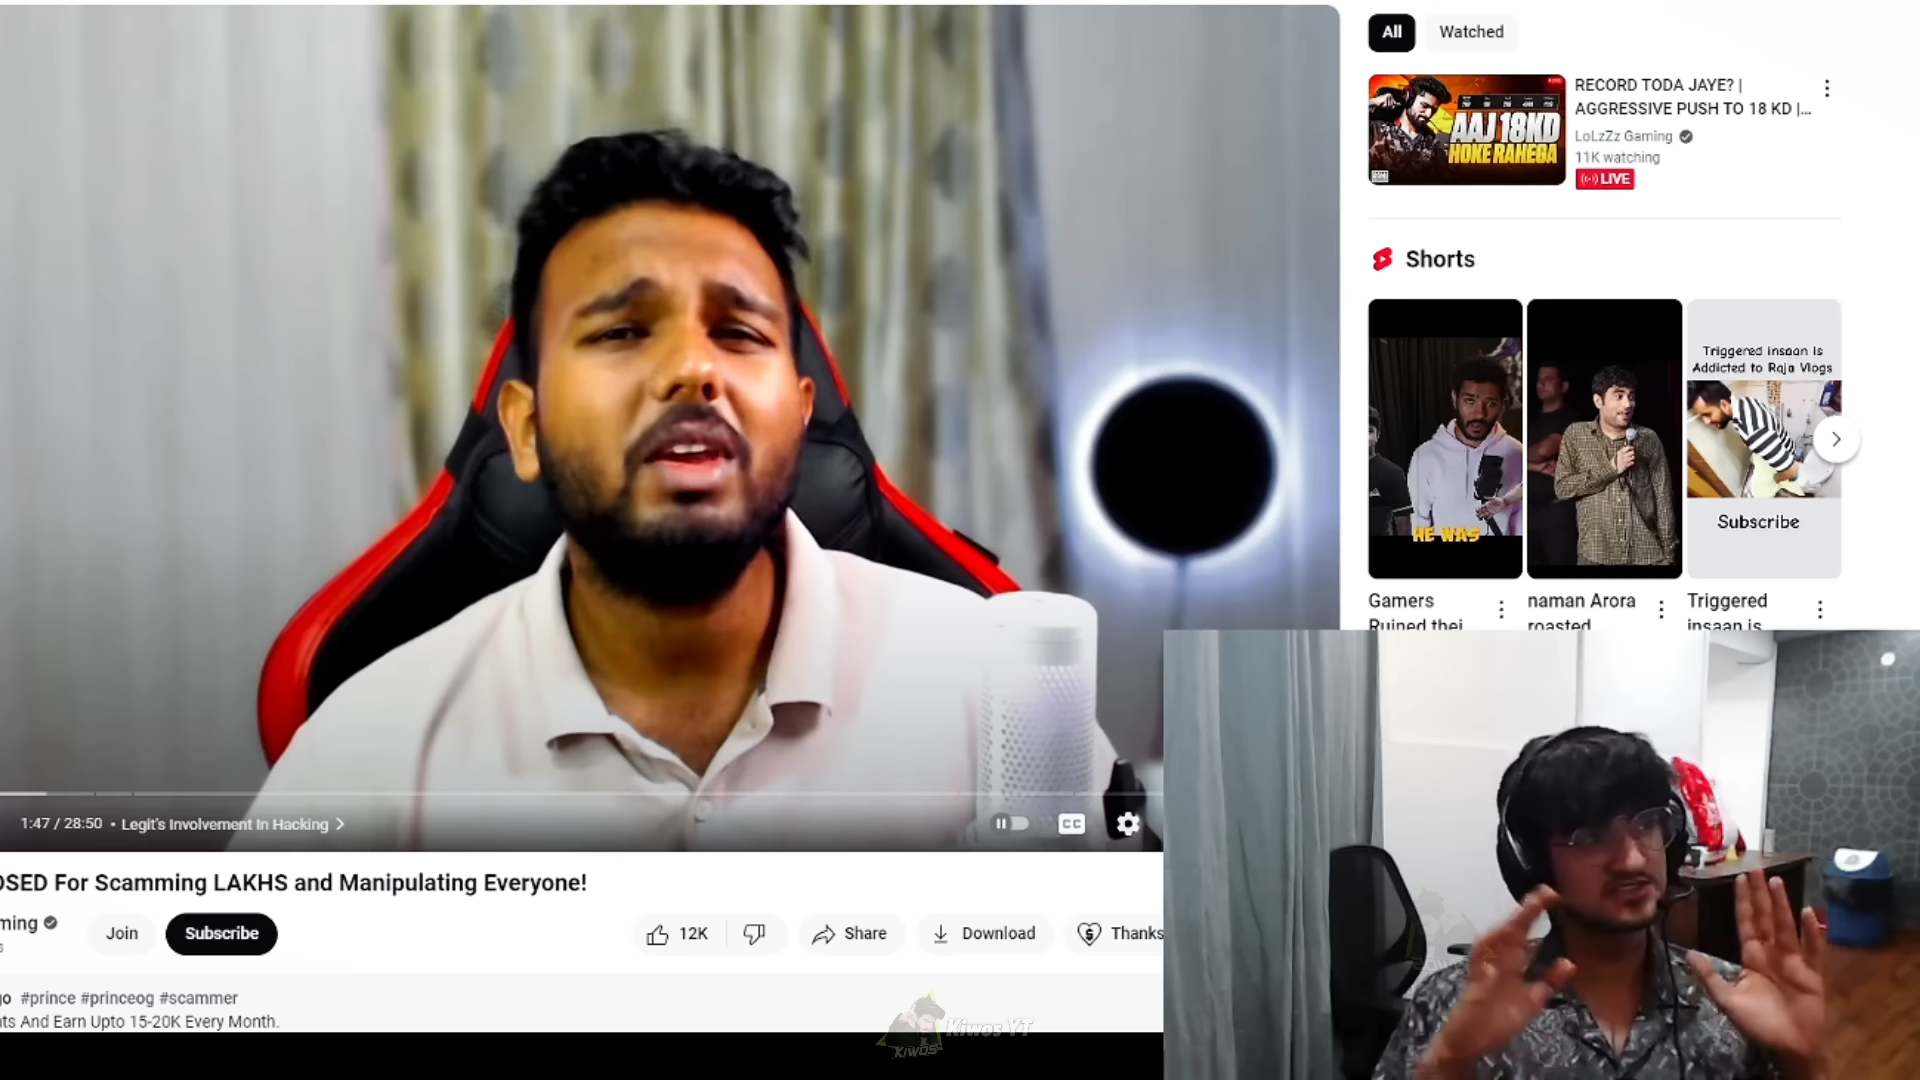 All
Watched
RECORD TODA JAYE? |
AGGRESSIVE PUSH TO 18 KD |...
LoLzZz Gaming
11K watching
LIVE
AAJ 18KD
HOKE RAHEGA
Shorts
HE WAS
Triggered insaan Is
Addicted to Raja Vlogs
Subscribe
Gamers
Ruined thei
naman Arora
roasted
Triggered
insaan is
1:47 / 28:50 • Legit's Involvement In Hacking
CC
OSED For Scamming LAKHS and Manipulating Everyone!
ming
Join
Subscribe
12K
Share
Download
Thanks
go #prince #princeog #scammer
nts And Earn Upto 15-20K Every Month.
Kiwos YT
KIWOS